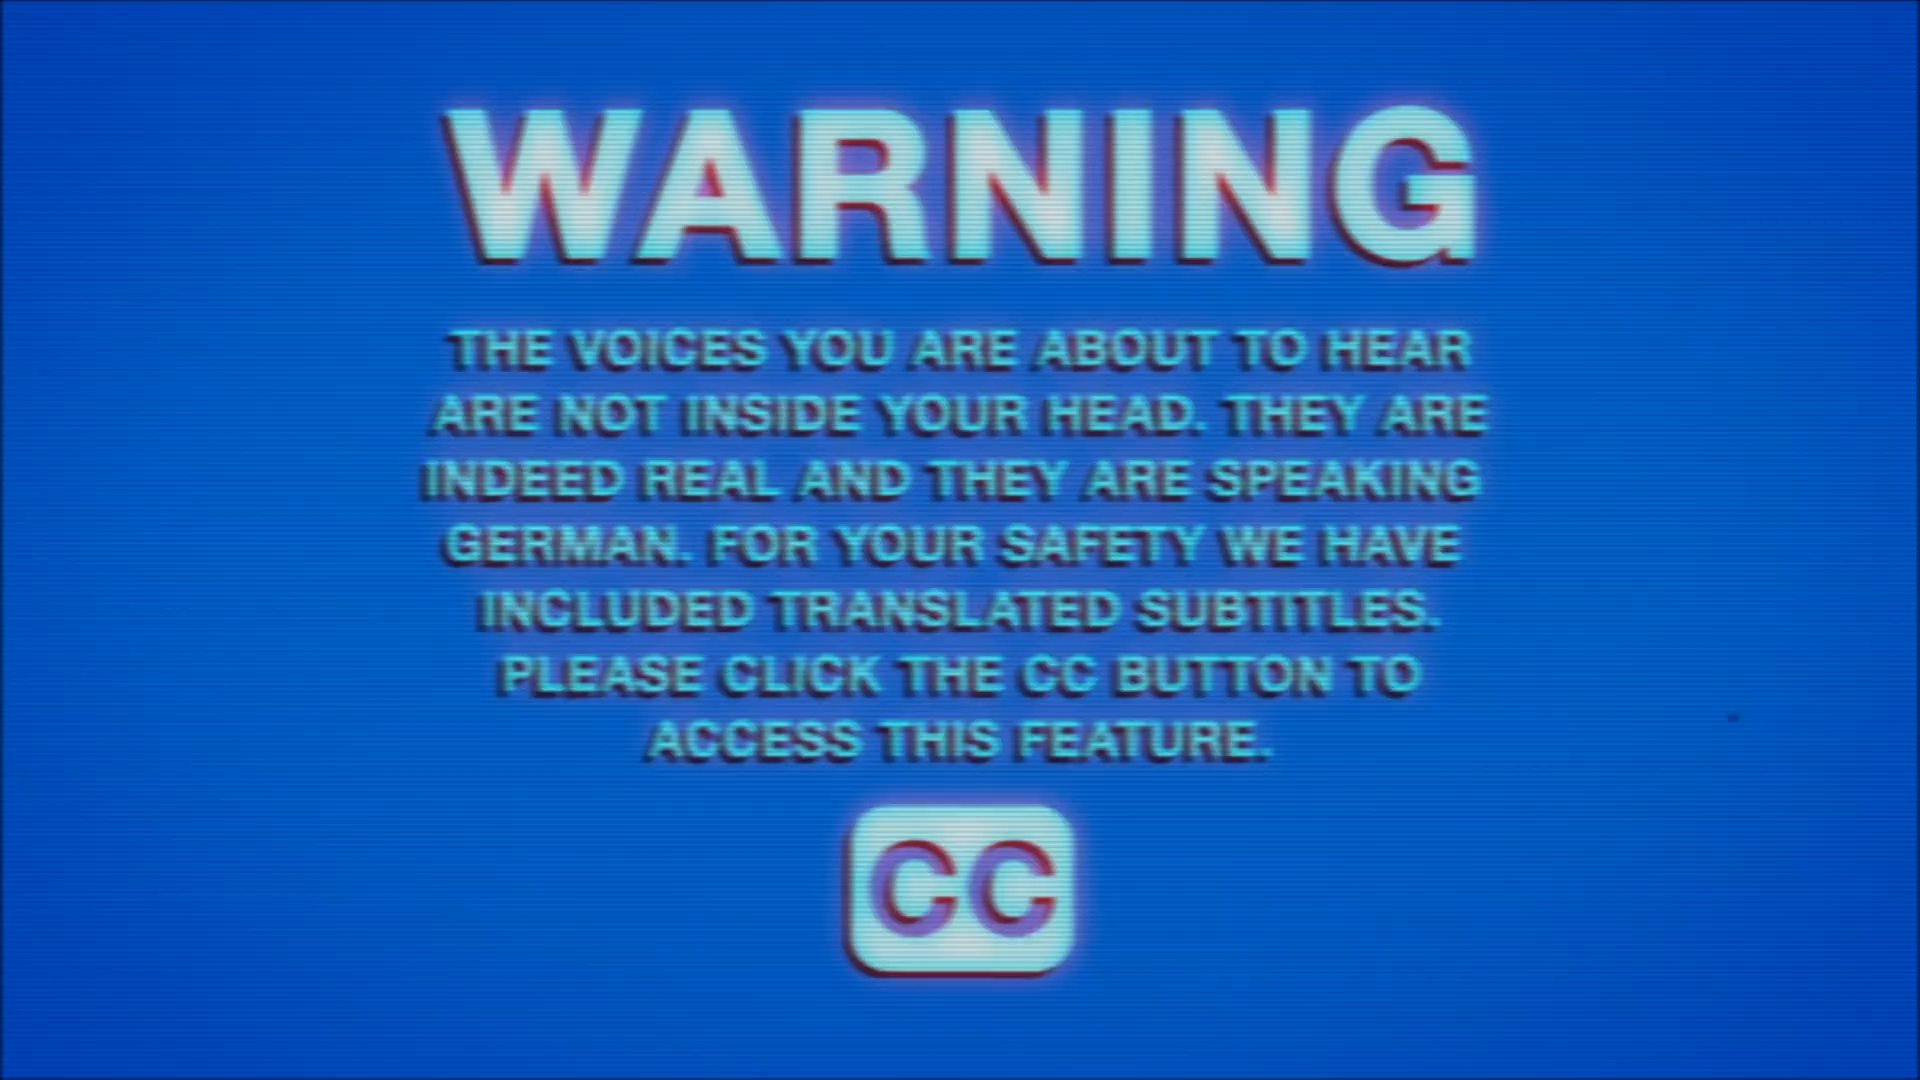 WARNING
THE VOICES YOU ARE ABOUT TO HEAR
ARE NOT INSIDE YOUR HEAD. THEY ARE
INDEED REAL AND THEY ARE SPEAKING
GERMAN. FOR YOUR SAFETY WE HAVE
INCLUDED TRANSLATED SUBTITLES.
PLEASE CLICK THE CC BUTTON TO
ACCESS THIS FEATURE.
CC